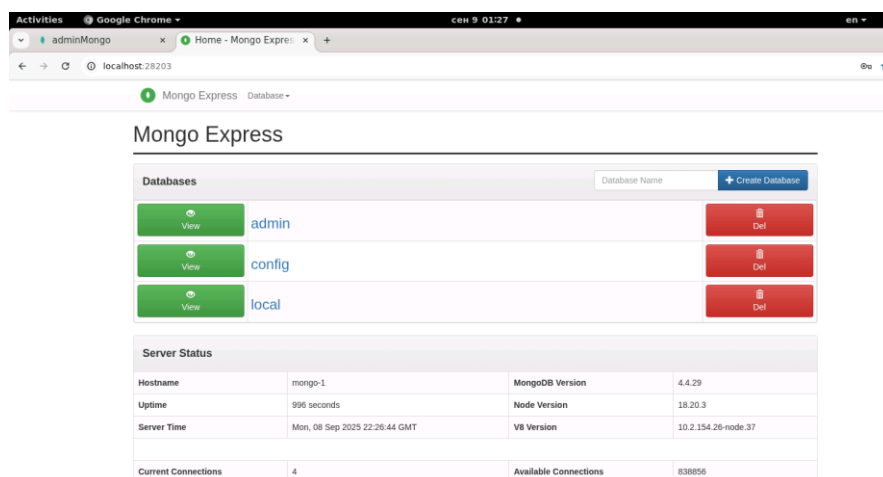 Activities Google Chrome сен 9 01:27 en
adminMongo × Home - Mongo Expres × +
localhost:28203
Mongo Express Database
Mongo Express
Databases Database Name Create Database
View admin Del
View config Del
View local Del
Server Status
Hostname mongo-1 MongoDB Version 4.4.29
Uptime 996 seconds Node Version 18.20.3
Server Time Mon, 08 Sep 2025 22:26:44 GMT V8 Version 10.2.154.26-node.37
Current Connections 4 Available Connections 838856